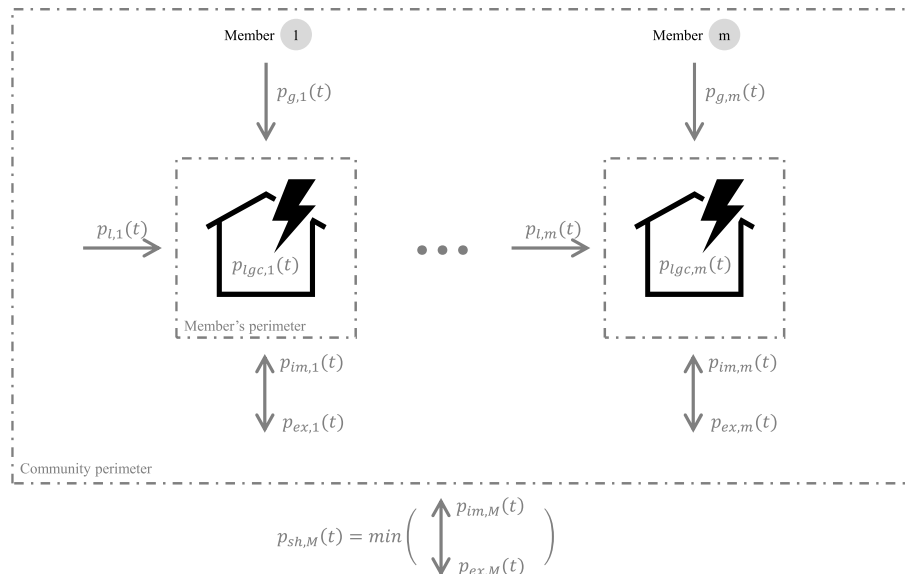 Member 1
Member m
p_{g,1}(t)
p_{g,m}(t)
p_{l,1}(t)
p_{lgc,1}(t)
Member's perimeter
p_{im,1}(t)
p_{ex,1}(t)
•••
p_{l,m}(t)
p_{lgc,m}(t)
p_{im,m}(t)
p_{ex,m}(t)
Community perimeter
p_{im,M}(t)
p_{sh,M}(t) = min( )
p_{ex,M}(t)